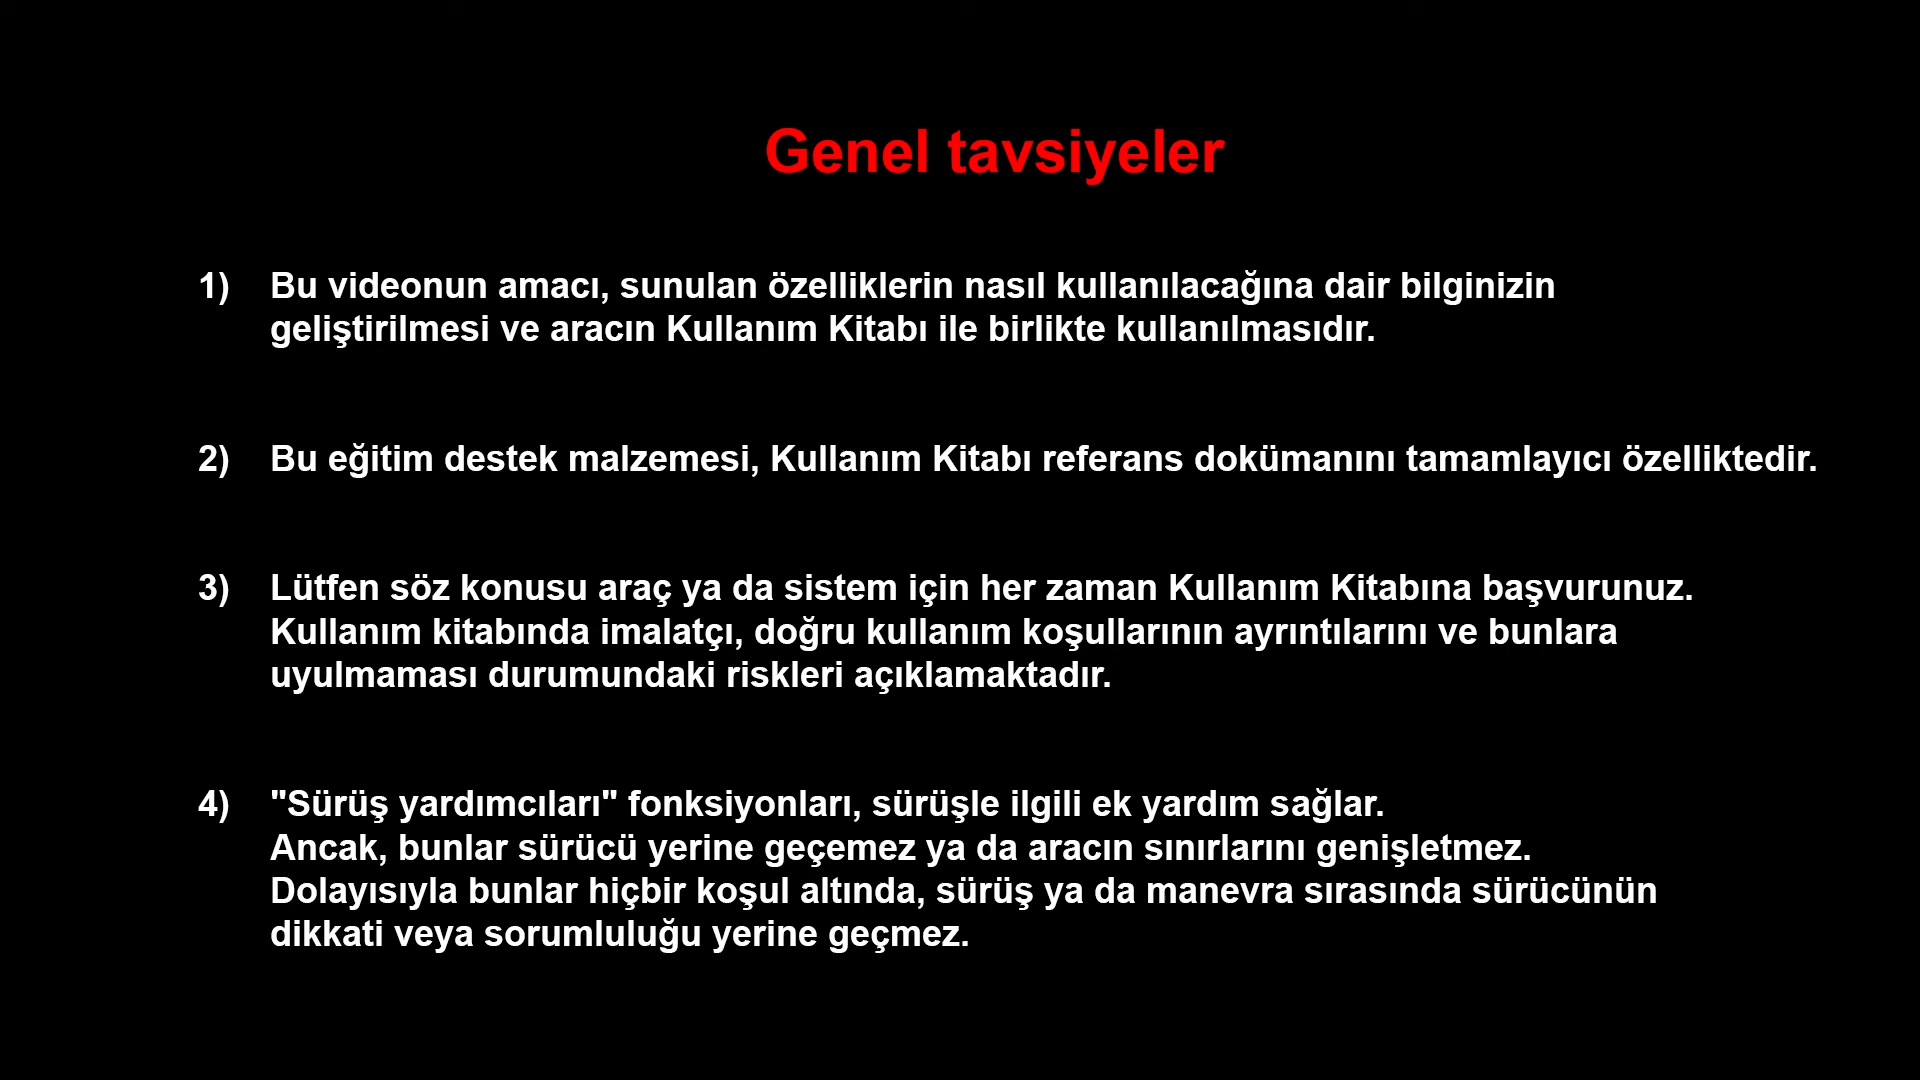 Genel tavsiyeler
1) Bu videonun amacı, sunulan özelliklerin nasıl kullanılacağına dair bilginizin
geliştirilmesi ve aracın Kullanım Kitabı ile birlikte kullanılmasıdır.
2) Bu eğitim destek malzemesi, Kullanım Kitabı referans dokümanını tamamlayıcı özelliktedir.
3) Lütfen söz konusu araç ya da sistem için her zaman Kullanım Kitabına başvurunuz.
Kullanım kitabında imalatçı, doğru kullanım koşullarının ayrıntılarını ve bunlara
uyulmaması durumundaki riskleri açıklamaktadır.
4) "Sürüş yardımcıları" fonksiyonları, sürüşle ilgili ek yardım sağlar.
Ancak, bunlar sürücü yerine geçemez ya da aracın sınırlarını genişletmez.
Dolayısıyla bunlar hiçbir koşul altında, sürüş ya da manevra sırasında sürücünün
dikkati veya sorumluluğu yerine geçmez.